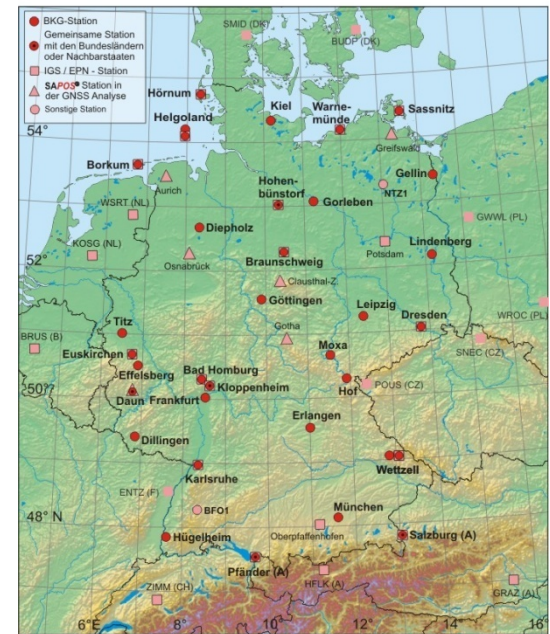 BKG-Station
Gemeinsame Station
mit den Bundesländern
oder Nachbarstaaten
IGS / EPN - Station
SAPOS® Station in
der GNSS Analyse
Sonstige Station
SMID (DK)
BUDP (DK)
Hörnum
Kiel
Warne-
münde
Sassnitz
Helgoland
54°
Greifswald
Borkum
Aurich
Hohen-
bünstorf
Gellin
NTZ1
WSRT (NL)
Gorleben
GWWL (PL)
Diepholz
KOSG (NL)
Potsdam
Lindenberg
52°
Osnabrück
Braunschweig
Clausthal-Z
Göttingen
Leipzig
WROC (PL)
Dresden
Titz
Gotha
BRUS (B)
SNEC (CZ)
Euskirchen
Moxa
Effelsberg
Bad Homburg
Kloppenheim
50°
Daun
Frankfurt
Hof
POUS (CZ)
Erlangen
Dillingen
Wettzell
Karlsruhe
ENTZ (F)
BFO1
48° N
München
Oberpfaffenhofen
Hügelheim
Salzburg (A)
Pfänder (A)
HFLK (A)
ZIMM (CH)
GRAZ (A)
6°E
8°
10°
12°
14°
16°